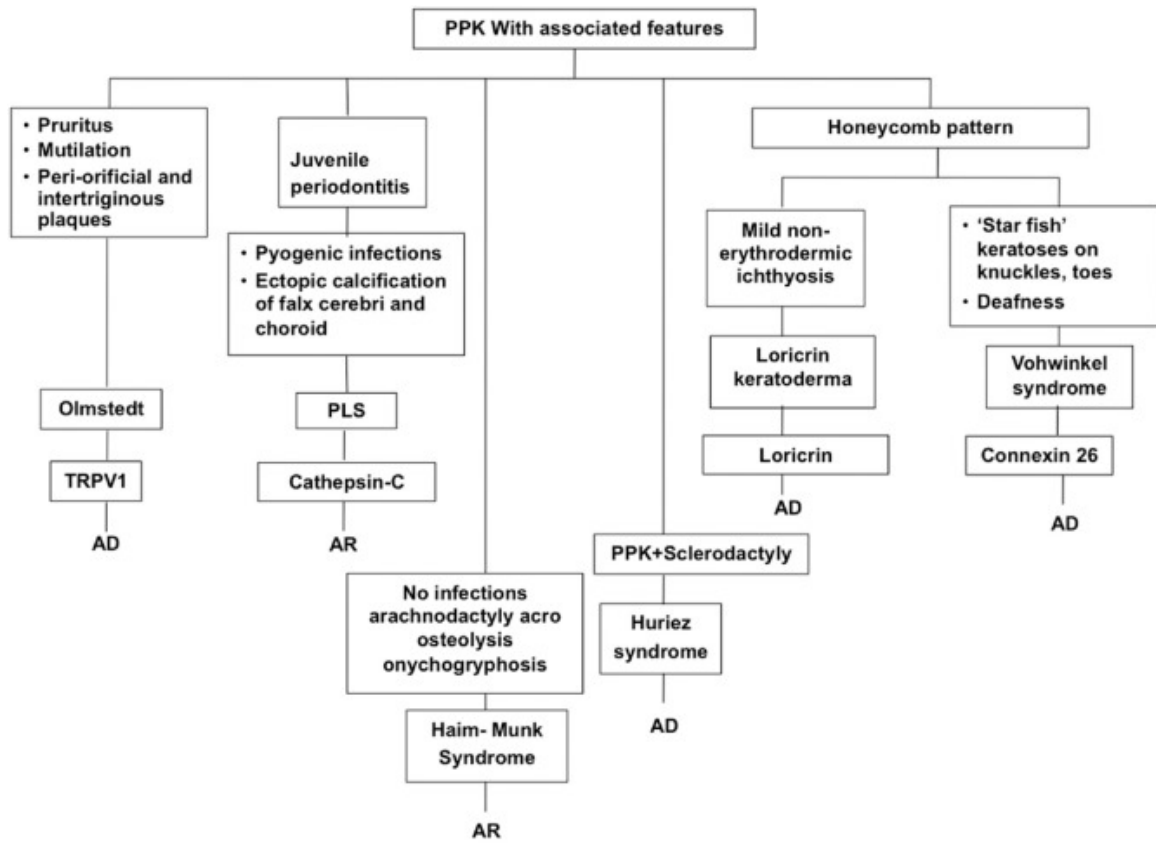 PPK With associated features
• Pruritus
• Mutilation
• Peri-orificial and
intertriginous
plaques
Olmstedt
TRPV1
AD
Juvenile
periodontitis
• Pyogenic infections
• Ectopic calcification
of falx cerebri and
choroid
PLS
Cathepsin-C
AR
No infections
arachnodactyly acro
osteolysis
onychogryphosis
Haim- Munk
Syndrome
AR
PPK+Sclerodactyly
Huriez
syndrome
AD
Honeycomb pattern
Mild non-
erythrodermic
ichthyosis
Loricrin
keratoderma
Loricrin
AD
• ‘Star fish’
keratoses on
knuckles, toes
• Deafness
Vohwinkel
syndrome
Connexin 26
AD